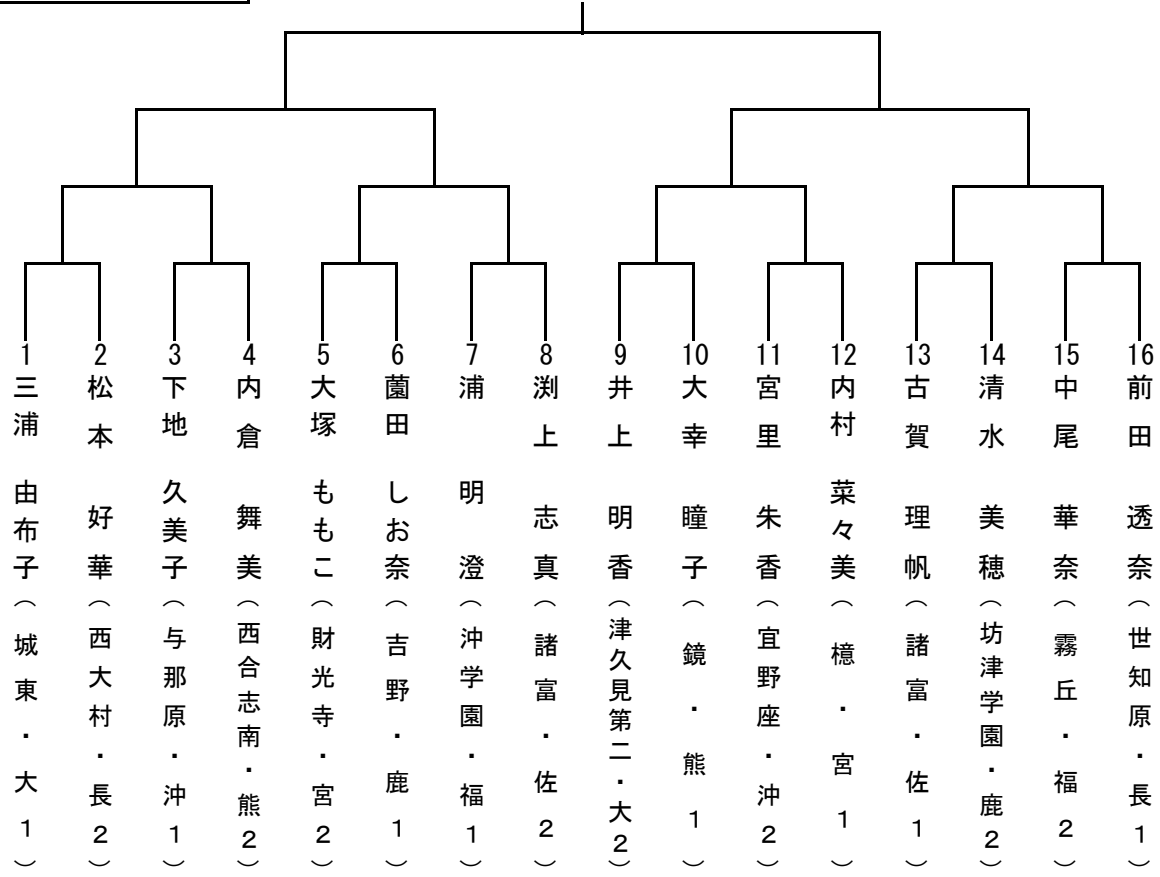 1 三浦 由布子（城東・大1）
2 松本 好華（西大村・長2）
3 下地 久美子（与那原・沖1）
4 内倉 舞美（西合志南・熊2）
5 大塚 ももこ（財光寺・宮2）
6 薗田 しお奈（吉野・鹿1）
7 浦 明澄（沖学園・福1）
8 渕上 志真（諸富・佐2）
9 井上 明香（津久見第二・大2）
10 大幸 瞳子（鏡・熊1）
11 宮里 朱香（宜野座・沖2）
12 内村 菜々美（檍・宮1）
13 古賀 理帆（諸富・佐1）
14 清水 美穂（坊津学園・鹿2）
15 中尾 華奈（霧丘・福2）
16 前田 透奈（世知原・長1）